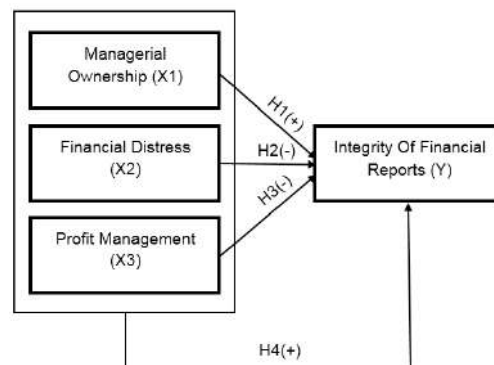 Managerial
Ownership (X1)
H1(+)
Financial Distress
(X2)
H2(-)
Integrity Of Financial
Reports (Y)
H3(-)
Profit Management
(X3)
H4(+)